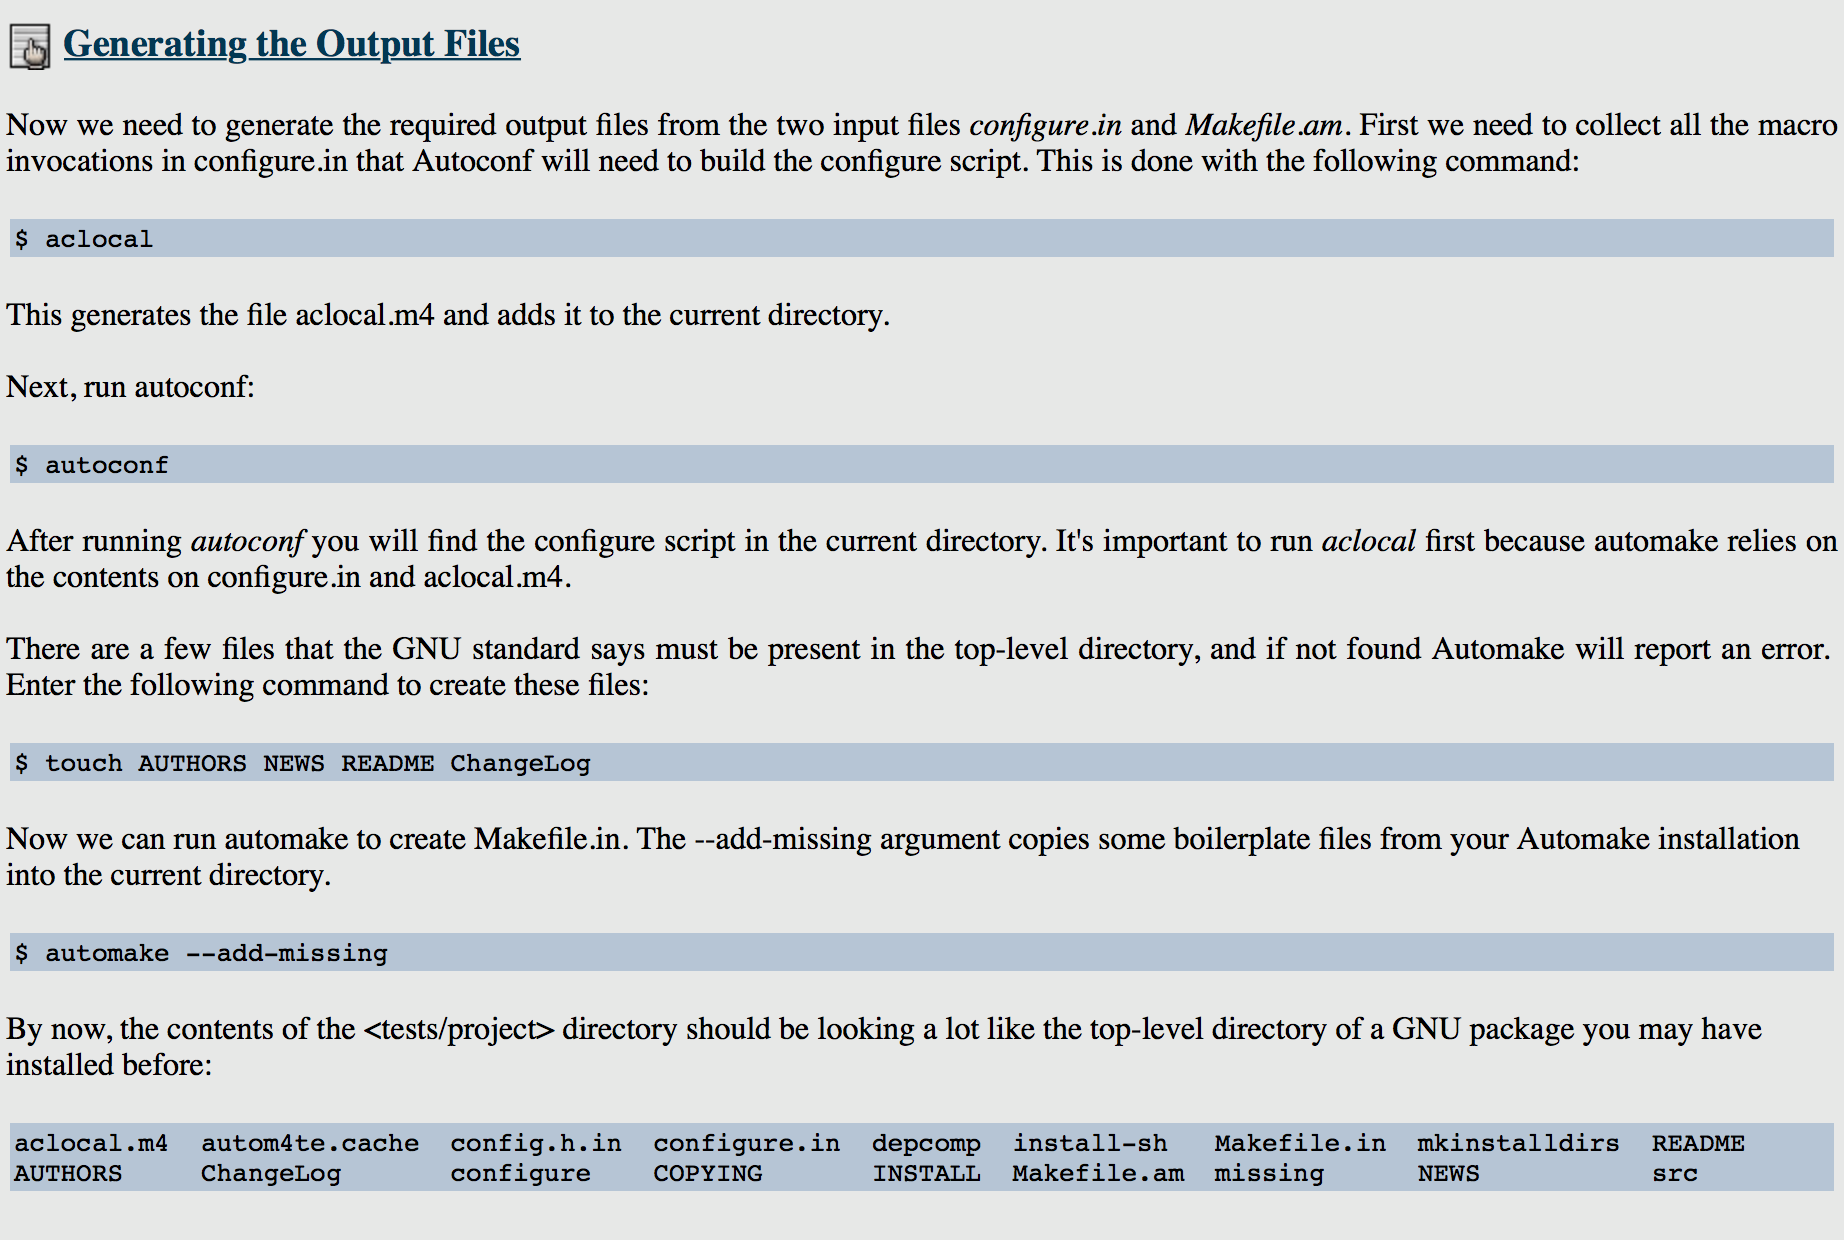 Generating the Output Files
Now we need to generate the required output files from the two input files configure.in and Makefile.am. First we need to collect all the macro
invocations in configure.in that Autoconf will need to build the configure script. This is done with the following command:
$ aclocal
This generates the file aclocal.m4 and adds it to the current directory.
Next, run autoconf:
$ autoconf
After running autoconf you will find the configure script in the current directory. It's important to run aclocal first because automake relies on
the contents on configure.in and aclocal.m4.
There are a few files that the GNU standard says must be present in the top-level directory, and if not found Automake will report an error.
Enter the following command to create these files:
$ touch AUTHORS NEWS README ChangeLog
Now we can run automake to create Makefile.in. The --add-missing argument copies some boilerplate files from your Automake installation
into the current directory.
$ automake --add-missing
By now, the contents of the <tests/project> directory should be looking a lot like the top-level directory of a GNU package you may have
installed before:
aclocal.m4 autom4te.cache config.h.in configure.in depcomp install-sh Makefile.in mkinstalldirs README
AUTHORS ChangeLog configure COPYING INSTALL Makefile.am missing NEWS src